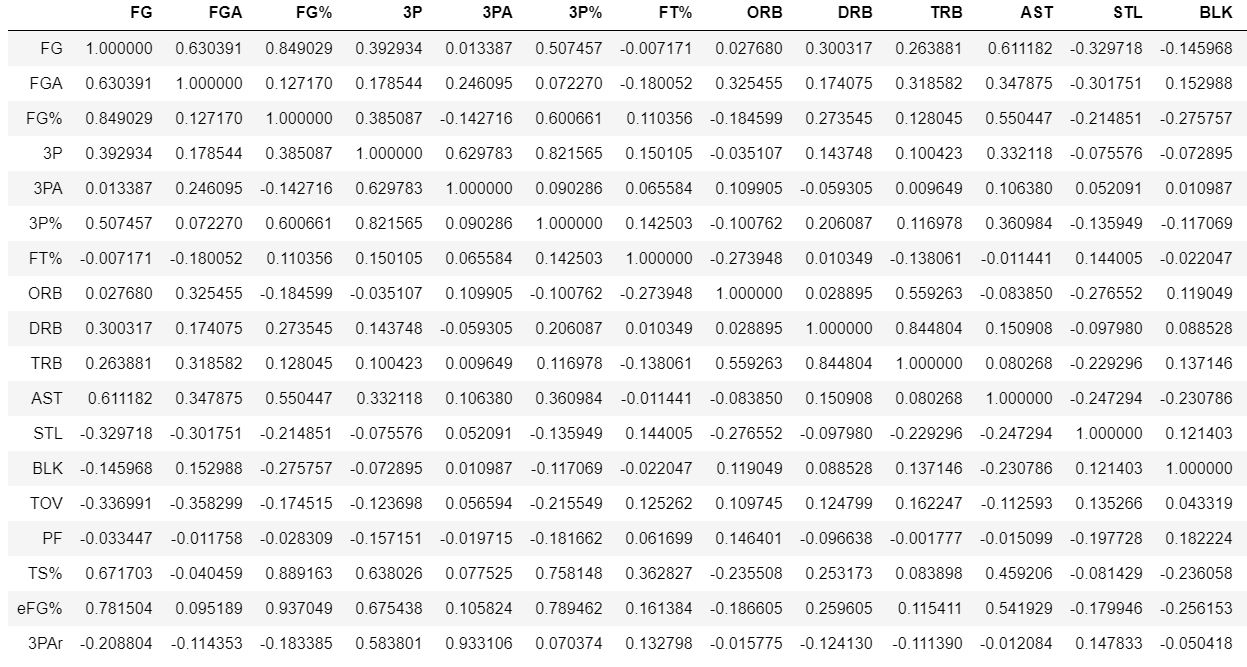 FG FGA FG% 3P 3PA 3P% FT% ORB DRB TRB AST STL BLK
FG 1.000000 0.630391 0.849029 0.392934 0.013387 0.507457 -0.007171 0.027680 0.300317 0.263881 0.611182 -0.329718 -0.145968
FGA 0.630391 1.000000 0.127170 0.178544 0.246095 0.072270 -0.180052 0.325455 0.174075 0.318582 0.347875 -0.301751 0.152988
FG% 0.849029 0.127170 1.000000 0.385087 -0.142716 0.600661 0.110356 -0.184599 0.273545 0.128045 0.550447 -0.214851 -0.275757
3P 0.392934 0.178544 0.385087 1.000000 0.629783 0.821565 0.150105 -0.035107 0.143748 0.100423 0.332118 -0.075576 -0.072895
3PA 0.013387 0.246095 -0.142716 0.629783 1.000000 0.090286 0.065584 0.109905 -0.059305 0.009649 0.106380 0.052091 0.010987
3P% 0.507457 0.072270 0.600661 0.821565 0.090286 1.000000 0.142503 -0.100762 0.206087 0.116978 0.360984 -0.135949 -0.117069
FT% -0.007171 -0.180052 0.110356 0.150105 0.065584 0.142503 1.000000 -0.273948 0.010349 -0.138061 -0.011441 0.144005 -0.022047
ORB 0.027680 0.325455 -0.184599 -0.035107 0.109905 -0.100762 -0.273948 1.000000 0.028895 0.559263 -0.083850 -0.276552 0.119049
DRB 0.300317 0.174075 0.273545 0.143748 -0.059305 0.206087 0.010349 0.028895 1.000000 0.844804 0.150908 -0.097980 0.088528
TRB 0.263881 0.318582 0.128045 0.100423 0.009649 0.116978 -0.138061 0.559263 0.844804 1.000000 0.080268 -0.229296 0.137146
AST 0.611182 0.347875 0.550447 0.332118 0.106380 0.360984 -0.011441 -0.083850 0.150908 0.080268 1.000000 -0.247294 -0.230786
STL -0.329718 -0.301751 -0.214851 -0.075576 0.052091 -0.135949 0.144005 -0.276552 -0.097980 -0.229296 -0.247294 1.000000 0.121403
BLK -0.145968 0.152988 -0.275757 -0.072895 0.010987 -0.117069 -0.022047 0.119049 0.088528 0.137146 -0.230786 0.121403 1.000000
TOV -0.336991 -0.358299 -0.174515 -0.123698 0.056594 -0.215549 0.125262 0.109745 0.124799 0.162247 -0.112593 0.135266 0.043319
PF -0.033447 -0.011758 -0.028309 -0.157151 -0.019715 -0.181662 0.061699 0.146401 -0.096638 -0.001777 -0.015099 -0.197728 0.182224
TS% 0.671703 -0.040459 0.889163 0.638026 0.077525 0.758148 0.362827 -0.235508 0.253173 0.083898 0.459206 -0.081429 -0.236058
eFG% 0.781504 0.095189 0.937049 0.675438 0.105824 0.789462 0.161384 -0.186605 0.259605 0.115411 0.541929 -0.179946 -0.256153
3PAr -0.208804 -0.114353 -0.183385 0.583801 0.933106 0.070374 0.132798 -0.015775 -0.124130 -0.111390 -0.012084 0.147833 -0.050418